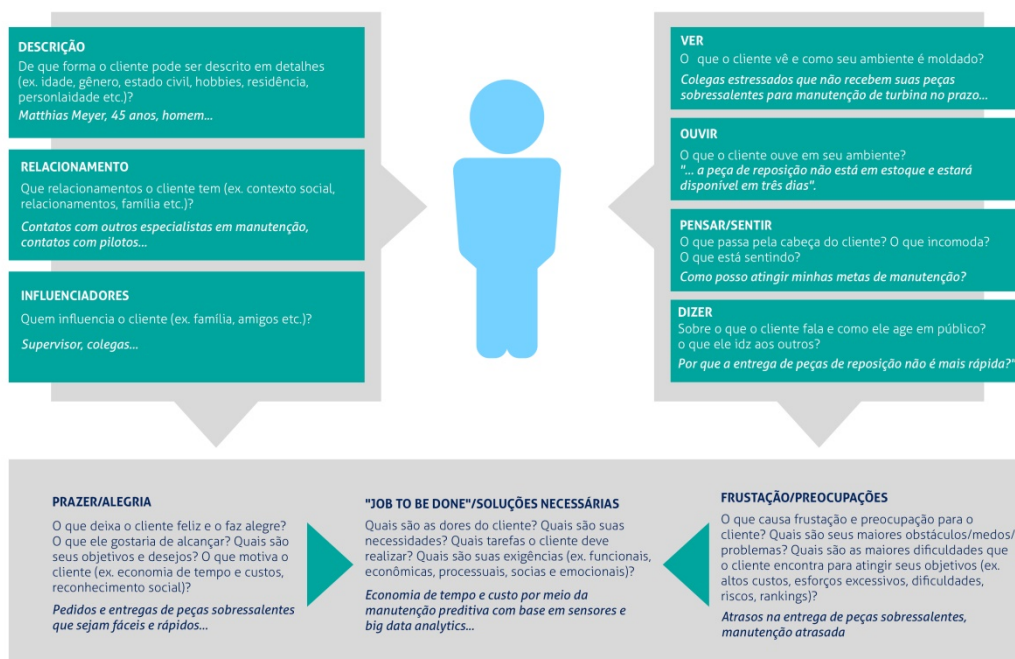 DESCRIÇÃO
De que forma o cliente pode ser descrito em detalhes
(ex. idade, gênero, estado civil, hobbies, residência,
personlaidade etc.)?
Matthias Meyer, 45 anos, homem...
RELACIONAMENTO
Que relacionamentos o cliente tem (ex. contexto social,
relacionamentos, família etc.)?
Contatos com outros especialistas em manutenção,
contatos com pilotos...
INFLUENCIADORES
Quem influencia o cliente (ex. família, amigos etc.)?
Supervisor, colegas...
VER
O que o cliente vê e como seu ambiente é moldado?
Colegas estressados que não recebem suas peças
sobressalentes para manutenção de turbina no prazo...
OUVIR
O que o cliente ouve em seu ambiente?
"... a peça de reposição não está em estoque e estará
disponível em três dias".
PENSAR/SENTIR
O que passa pela cabeça do cliente? O que incomoda?
O que está sentindo?
Como posso atingir minhas metas de manutenção?
DIZER
Sobre o que o cliente fala e como ele age em público?
o que ele idz aos outros?
Por que a entrega de peças de reposição não é mais rápida?"
PRAZER/ALEGRIA
O que deixa o cliente feliz e o faz alegre?
O que ele gostaria de alcançar? Quais são
seus objetivos e desejos? O que motiva o
cliente (ex. economia de tempo e custos,
reconhecimento social)?
Pedidos e entregas de peças sobressalentes
que sejam fáceis e rápidos...
"JOB TO BE DONE"/SOLUÇÕES NECESSÁRIAS
Quais são as dores do cliente? Quais são suas
necessidades? Quais tarefas o cliente deve
realizar? Quais são suas exigências (ex. funcionais,
econômicas, processuais, socias e emocionais)?
Economia de tempo e custo por meio da
manutenção preditiva com base em sensores e
big data analytics...
FRUSTAÇÃO/PREOCUPAÇÕES
O que causa frustação e preocupação para o
cliente? Quais são seus maiores obstáculos/medos/
problemas? Quais são as maiores dificuldades que
o cliente encontra para atingir seus objetivos (ex.
altos custos, esforços excessivos, dificuldades,
riscos, rankings)?
Atrasos na entrega de peças sobressalentes,
manutenção atrasada